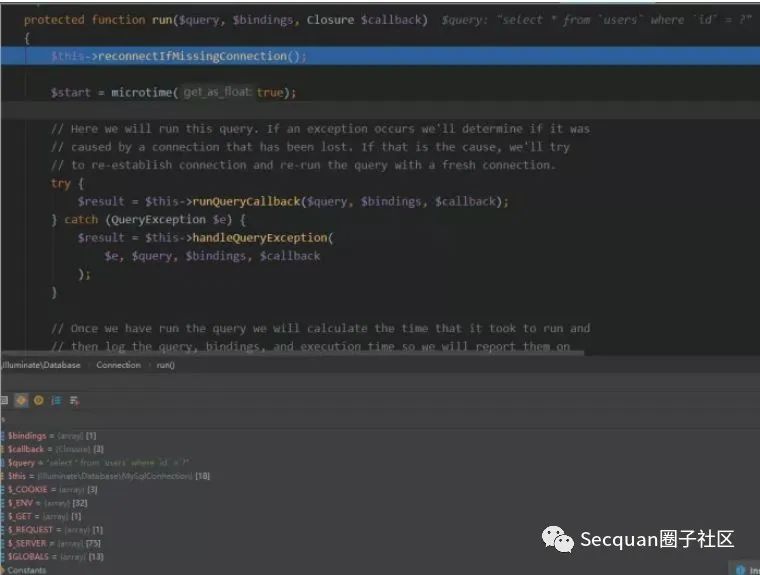 protected function run($query, $bindings, Closure $callback)  $query: "select * from `users` where `id` = ?"
{
$this->reconnectIfMissingConnection();
$start = microtime( get_as_float: true);
// Here we will run this query. If an exception occurs we'll determine if it was
// caused by a connection that has been lost. If that is the cause, we'll try
// to re-establish connection and re-run the query with a fresh connection.
try {
$result = $this->runQueryCallback($query, $bindings, $callback);
} catch (QueryException $e) {
$result = $this->handleQueryException(
$e, $query, $bindings, $callback
);
}
// Once we have run the query we will calculate the time that it took to run and
// then log the query, bindings, and execution time so we will report them on
\Illuminate\Database  Connection  run()
s
$bindings = {array} [1]
$callback = {Closure} [3]
$query = "select * from `users` where `id` = ?"
$this = {Illuminate\Database\MySqlConnection} [18]
$_COOKIE = {array} [3]
$_ENV = {array} [32]
$_GET = {array} [1]
$_REQUEST = {array} [1]
$_SERVER = {array} [75]
$GLOBALS = {array} [13]
Constants
Secquan圈子社区